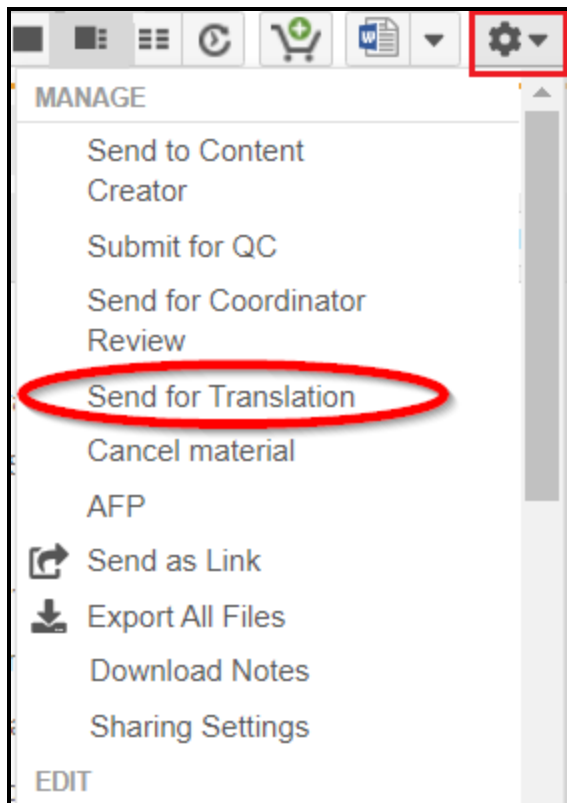 MANAGE
Send to Content
Creator
Submit for QC
Send for Coordinator
Review
Send for Translation
Cancel material
AFP
Send as Link
Export All Files
Download Notes
Sharing Settings
EDIT